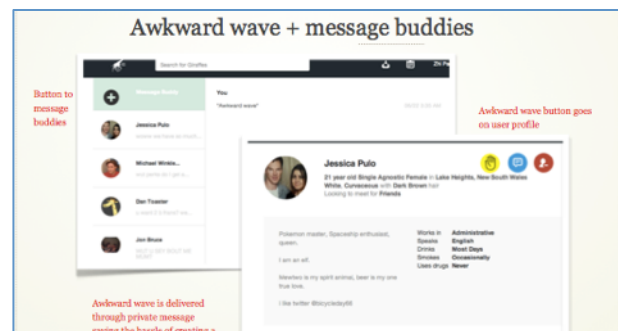 Awkward wave + message buddies
Search for Giraffes
Button to
message
buddies
Message Buddy
You
"Awkward wave"
Jessica Pulo
Michael Winkle...
Dan Toaster
Jon Bruce
Awkward wave button goes
on user profile
Jessica Pulo
21 year old Single Agnostic Female in Lake Heights, New South Wales
White, Curvaceous with Dark Brown hair
Looking to meet for Friends
Pokemon master, Spaceship enthusiast,
queen.
I am an elf.
Mewtwo is my spirit animal, beer is my one
true love.
I like twitter @bicycleday66
Works in Administrative
Speaks English
Drinks Most Days
Smokes Occasionally
Uses drugs Never
Awkward wave is delivered
through private message
saving the hassle of creating a